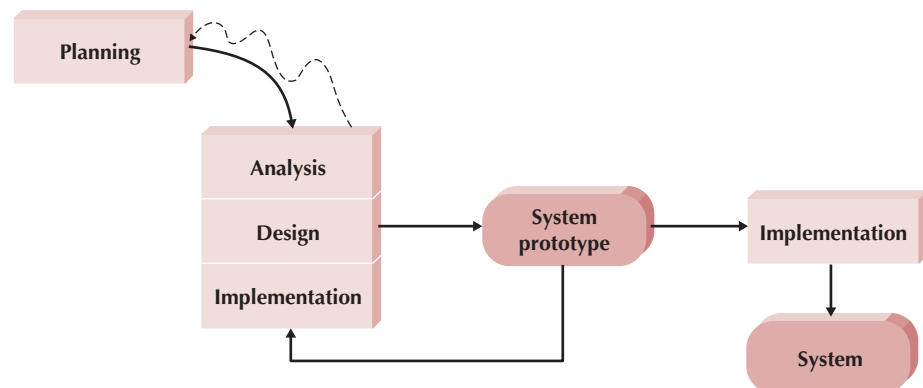 Planning
Analysis
Design
Implementation
System
prototype
Implementation
System